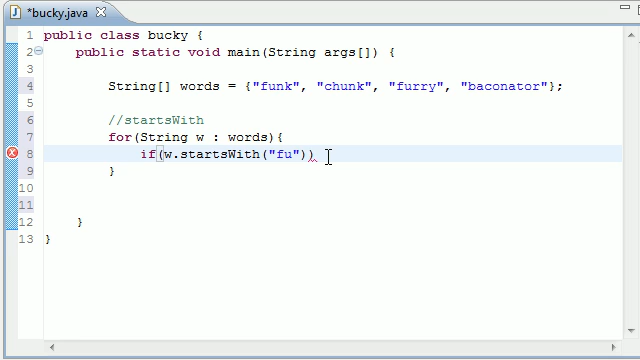 *bucky.java
1 public class bucky {
2 public static void main(String args[]) {
3
4 String[] words = {"funk", "chunk", "furry", "baconator"};
5
6 //startsWith
7 for(String w : words){
8 if(w.startsWith("fu"))
9 }
10
11
12 }
13 }